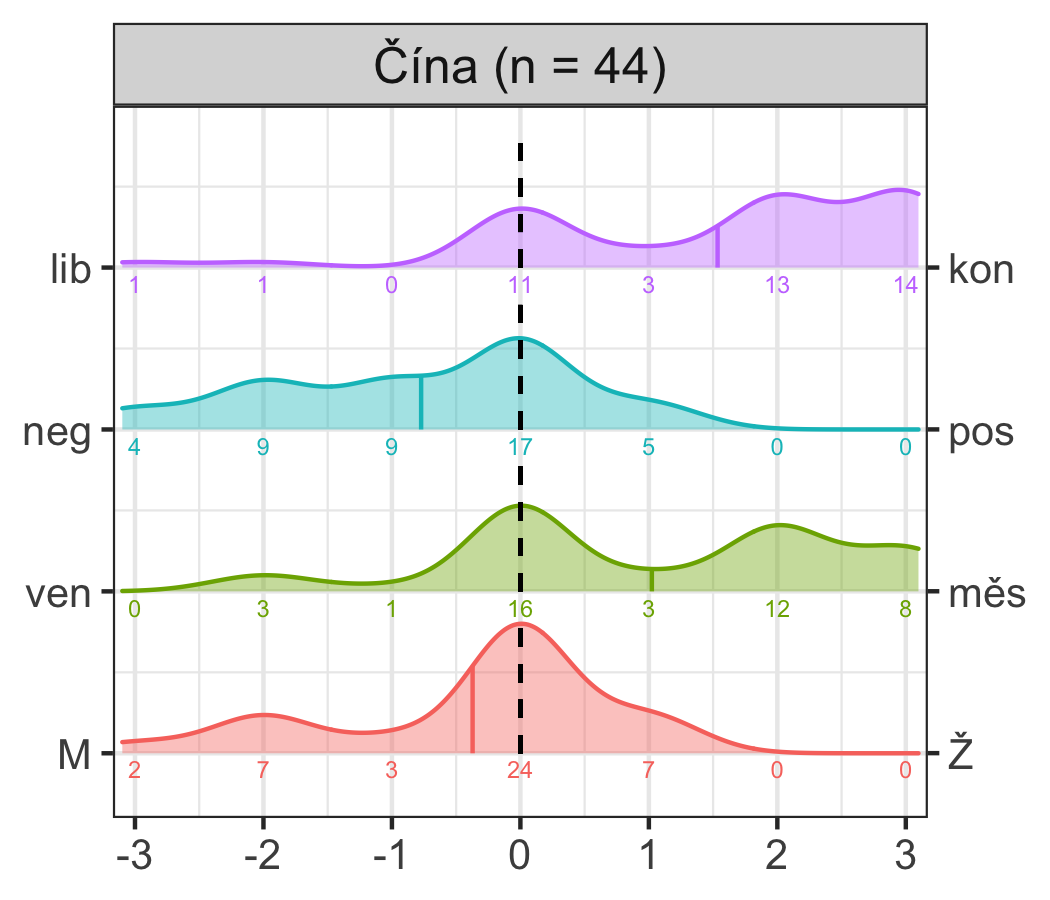 Čína (n = 44)
lib kon
1 1 0 11 3 13 14
neg pos
4 9 9 17 5 0 0
ven měs
0 3 1 16 3 12 8
M Ž
2 7 3 24 7 0 0
-3 -2 -1 0 1 2 3